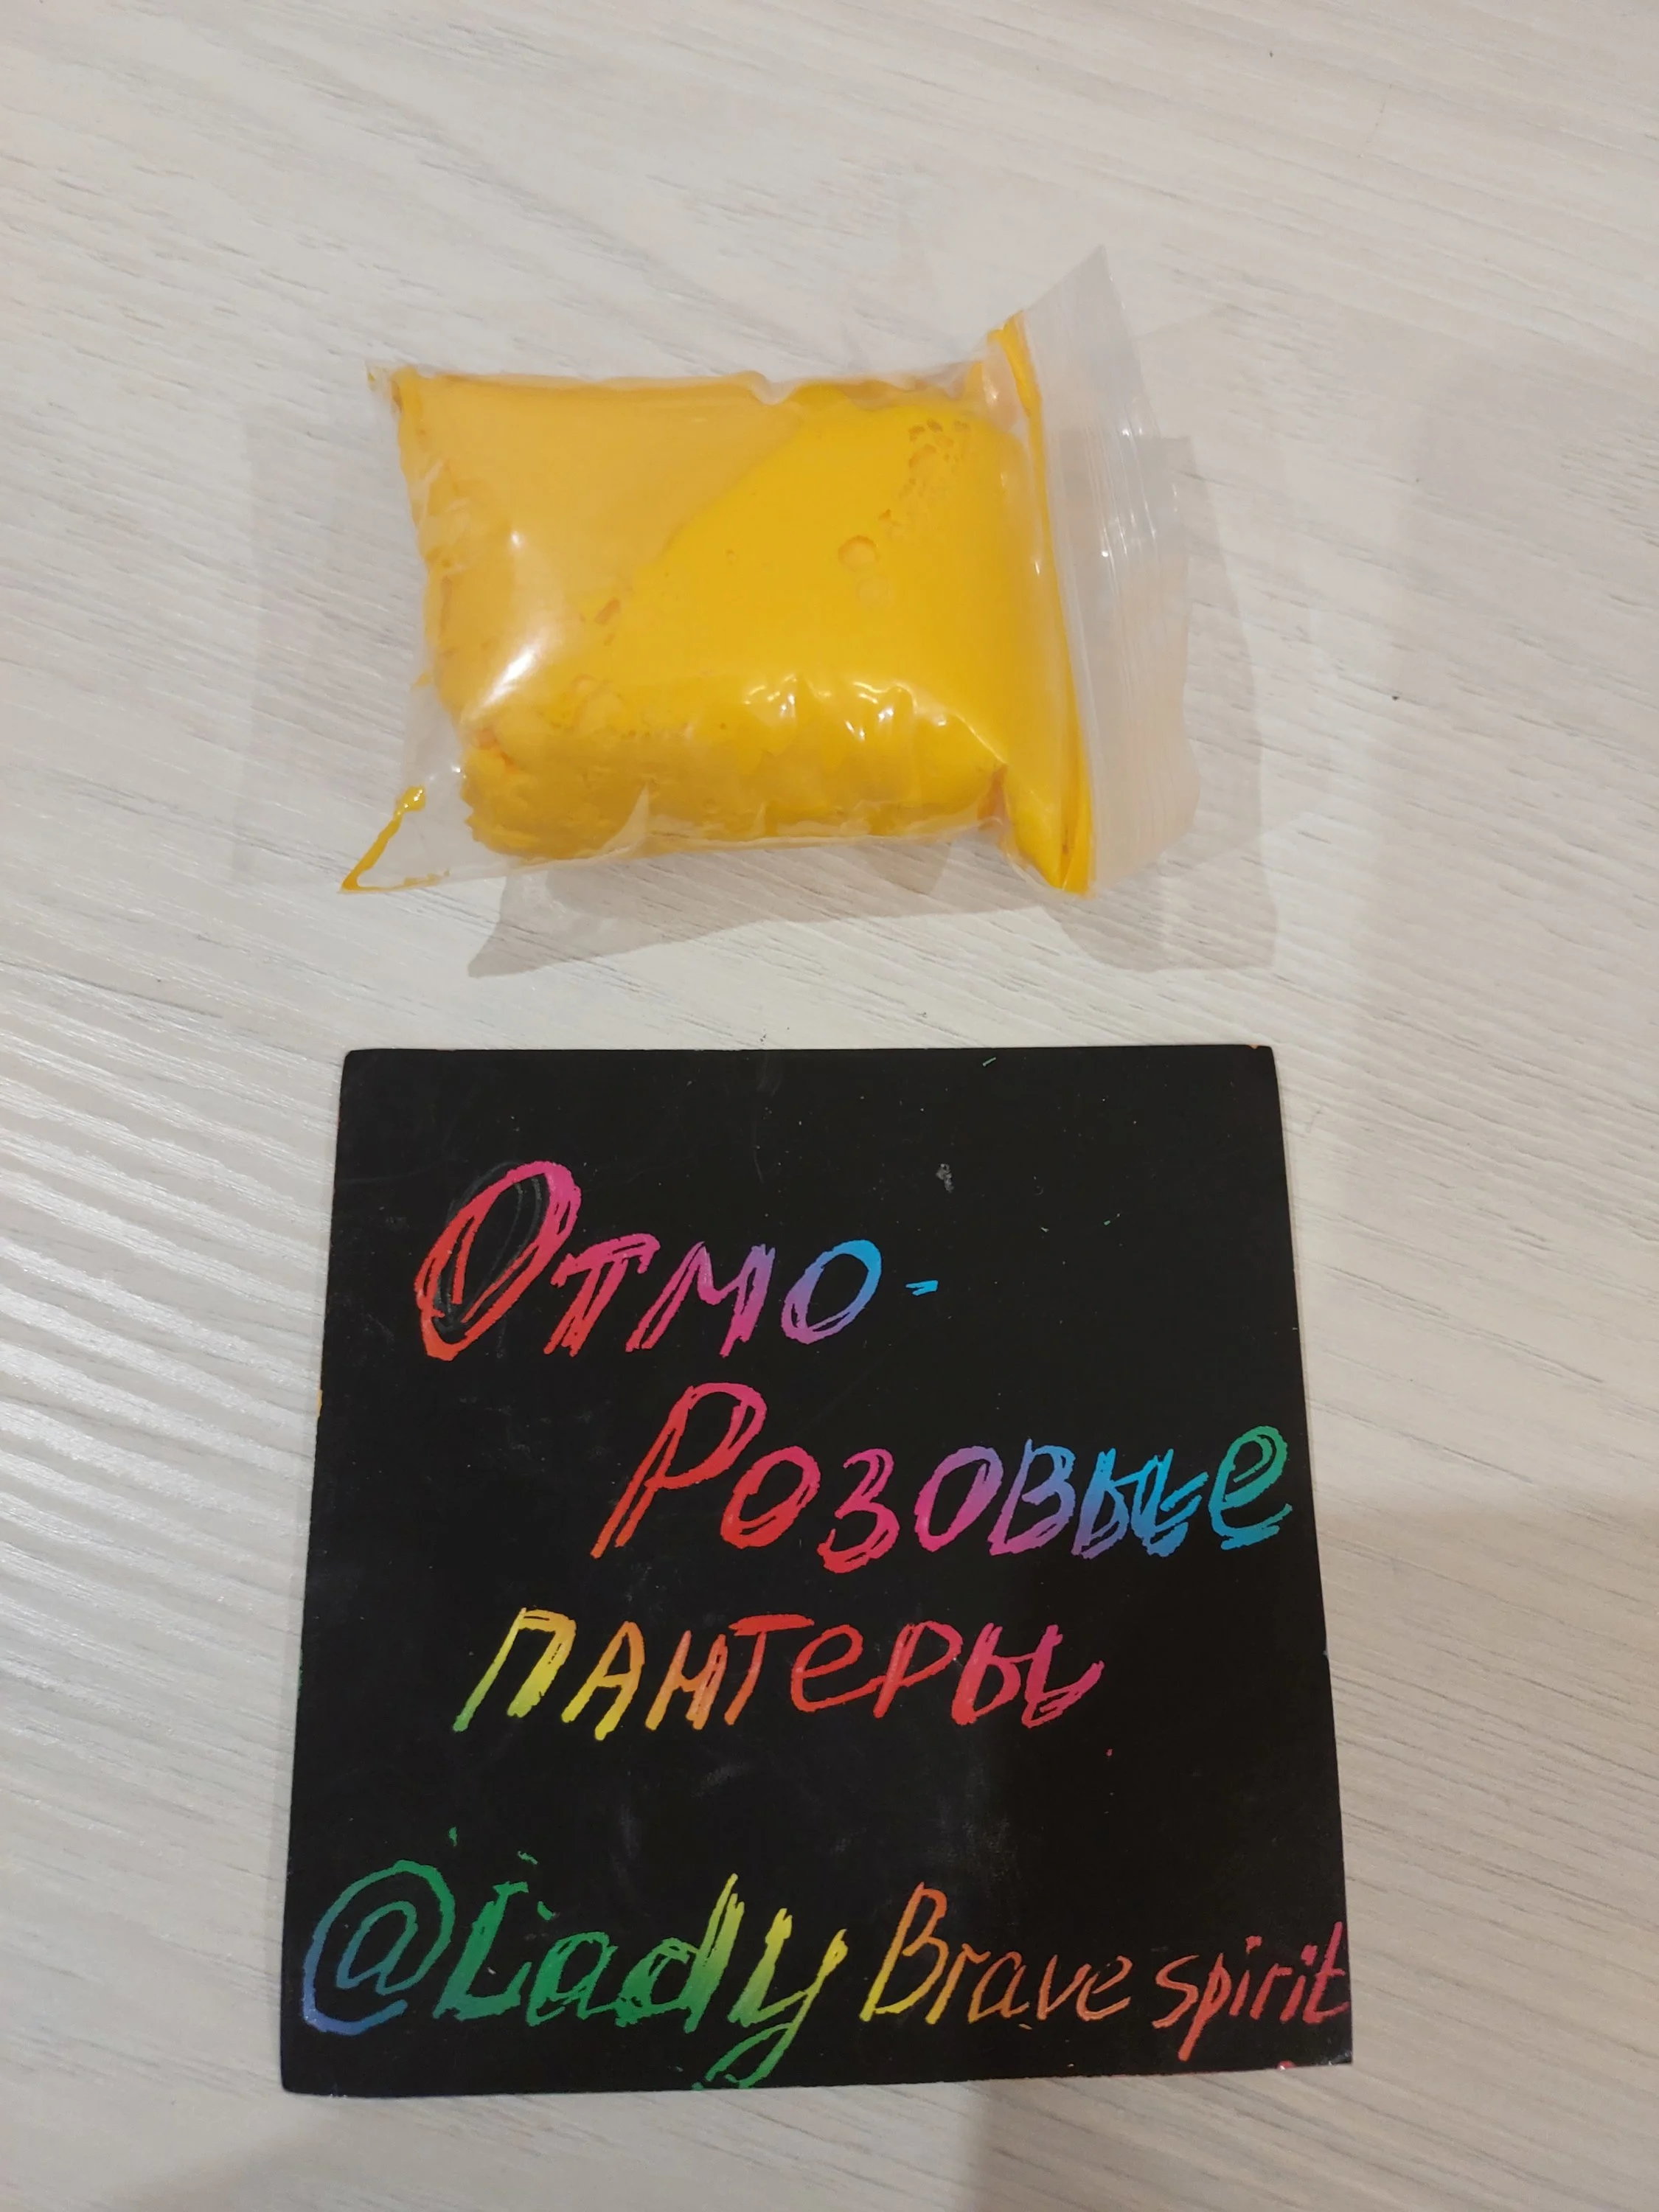 Отмо-
Розовые
пантеры
@Lady Brave spirit